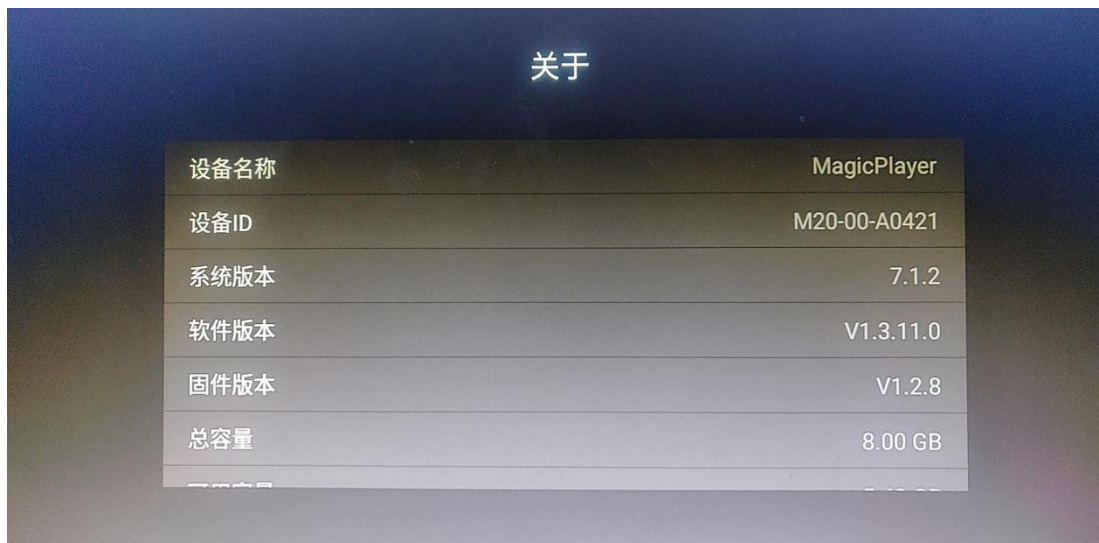 关于
设备名称 MagicPlayer
设备ID M20-00-A0421
系统版本 7.1.2
软件版本 V1.3.11.0
固件版本 V1.2.8
总容量 8.00 GB